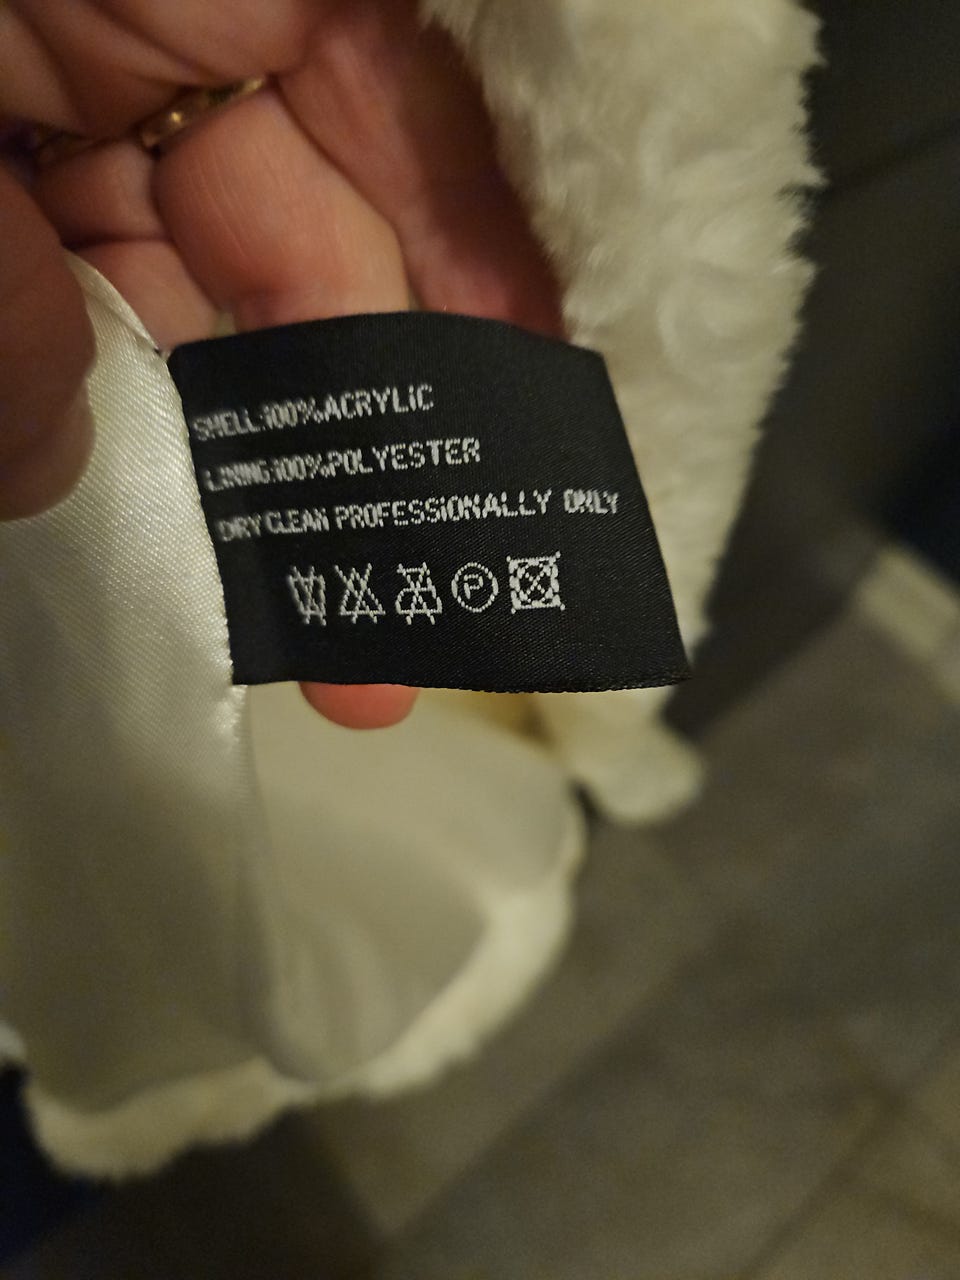 SHELL:100%ACRYLIC
LINING:100%POLYESTER
DRY CLEAN PROFESSIONALLY ONLY
P